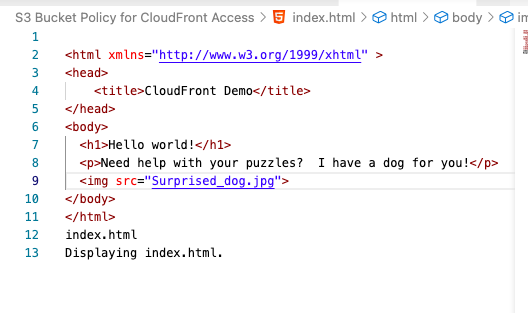 S3 Bucket Policy for CloudFront Access > index.html > html > body > im
1
2 <html xmlns="http://www.w3.org/1999/xhtml" >
3 <head>
4 <title>CloudFront Demo</title>
5 </head>
6 <body>
7 <h1>Hello world!</h1>
8 <p>Need help with your puzzles?  I have a dog for you!</p>
9 <img src="Surprised_dog.jpg">
10 </body>
11 </html>
12 index.html
13 Displaying index.html.